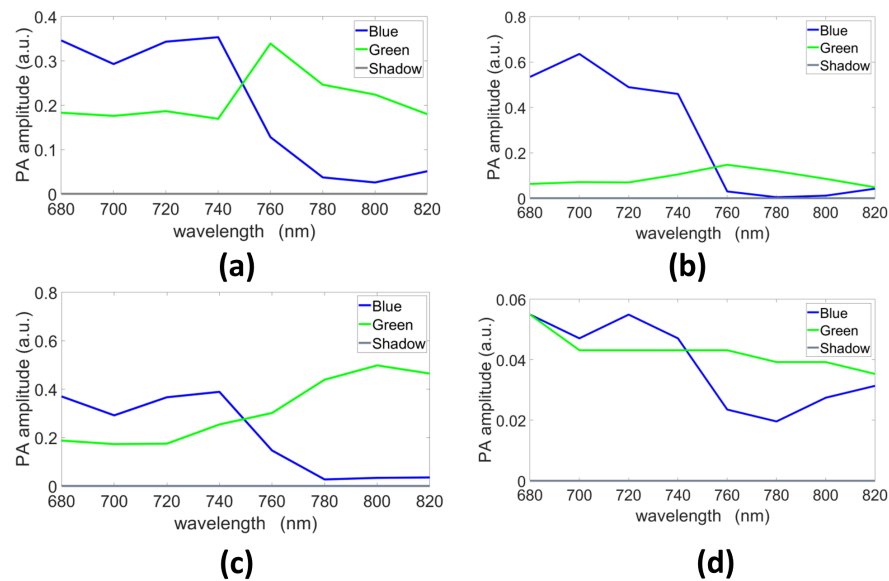 0.4
0.3
0.2
0.1
0
PA amplitude (a.u.)
Blue
Green
Shadow
680 700 720 740 760 780 800 820
wavelength (nm)
(a)
0.8
0.6
0.4
0.2
0
PA amplitude (a.u.)
Blue
Green
Shadow
680 700 720 740 760 780 800 820
wavelength (nm)
(b)
0.8
0.6
0.4
0.2
0
PA amplitude (a.u.)
Blue
Green
Shadow
680 700 720 740 760 780 800 820
wavelength (nm)
(c)
0.06
0.04
0.02
0
PA amplitude (a.u.)
Blue
Green
Shadow
680 700 720 740 760 780 800 820
wavelength (nm)
(d)